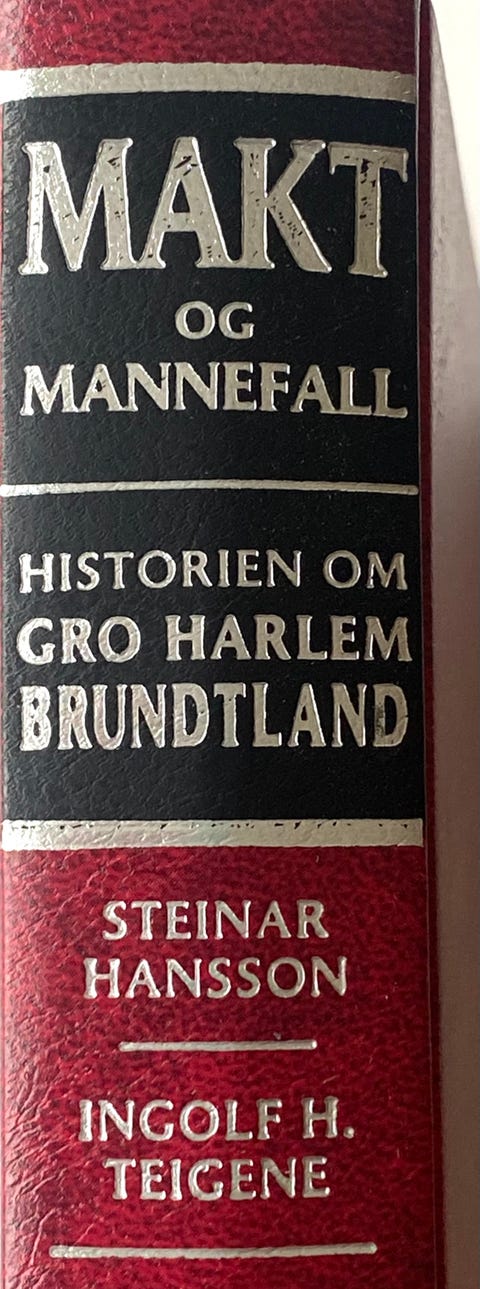 MAKT
OG
MANNEFALL
HISTORIEN OM
GRO HARLEM
BRUNDTLAND
STEINAR
HANSSON
INGOLF H.
TEIGENE